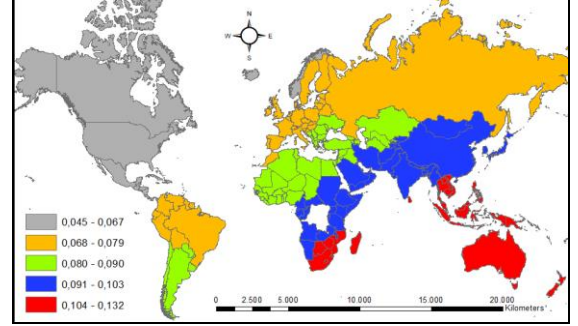 N
W E
S
0,045 - 0,067
0,068 - 0,079
0,080 - 0,090
0,091 - 0,103
0,104 - 0,132
0 2.500 5.000 10.000 15.000 20.000
Kilometers